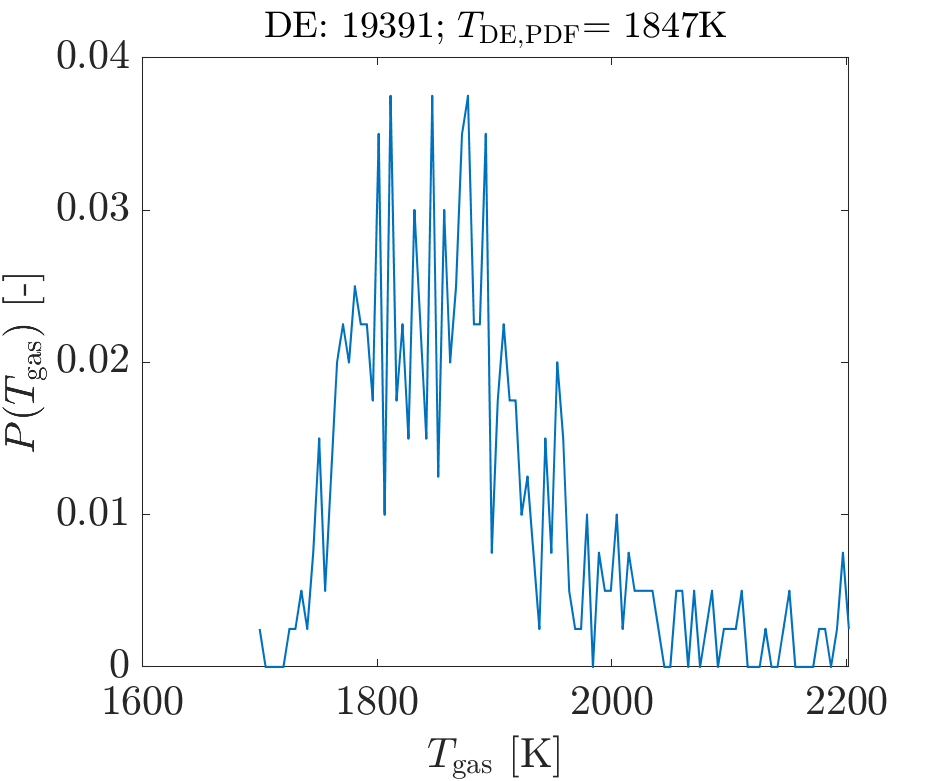 DE: 19391; T_DE,PDF= 1847K
0.04
0.03
0.02
0.01
0
P(T_gas) [-]
1600 1800 2000 2200
T_gas [K]